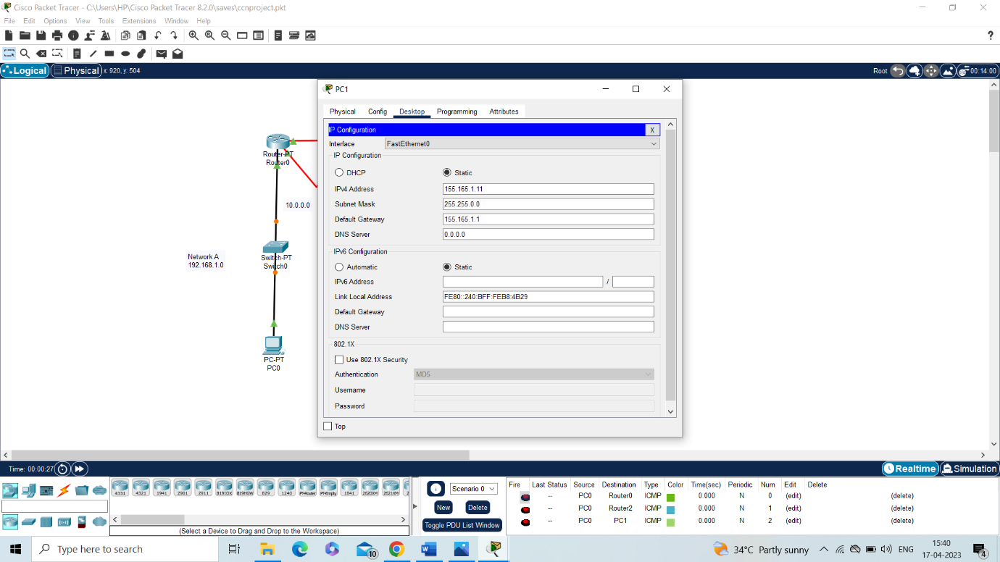 Cisco Packet Tracer - C:\Users\HP\Cisco Packet Tracer 8.2.0\saves\ccnproject.pkt
File Edit Options View Tools Extensions Window Help
?
Logical Physical x: 920, y: 504 Root 00:14:00
PC1
Physical Config Desktop Programming Attributes
IP Configuration X
Interface FastEthernet0
IP Configuration
DHCP Static
IPv4 Address 155.165.1.11
Subnet Mask 255.255.0.0
Default Gateway 155.165.1.1
DNS Server 0.0.0.0
IPv6 Configuration
Automatic Static
IPv6 Address /
Link Local Address FE80::240:BFF:FEB8:4B29
Default Gateway
DNS Server
802.1X
Use 802.1X Security
Authentication MD5
Username
Password
Top
Router-PT
Router0
10.0.0.0
Network A
192.168.1.0
Switch-PT
Switch0
PC-PT
PC0
Time: 00:00:27 Realtime Simulation
4331 4321 1941 2901 2911 819IOX 819HGW 829 1240 PT-Router PT-Empty 1841 2620XM 2621XM 2
(Select a Device to Drag and Drop to the Workspace)
Scenario 0
New Delete
Toggle PDU List Window
Fire Last Status Source Destination Type Color Time(sec) Periodic Num Edit Delete
-- PC0 Router0 ICMP 0.000 N 0 (edit) (delete)
-- PC0 Router2 ICMP 0.000 N 1 (edit) (delete)
-- PC0 PC1 ICMP 0.000 N 2 (edit) (delete)
Type here to search
10
34°C Partly sunny ENG
15:40
17-04-2023
4